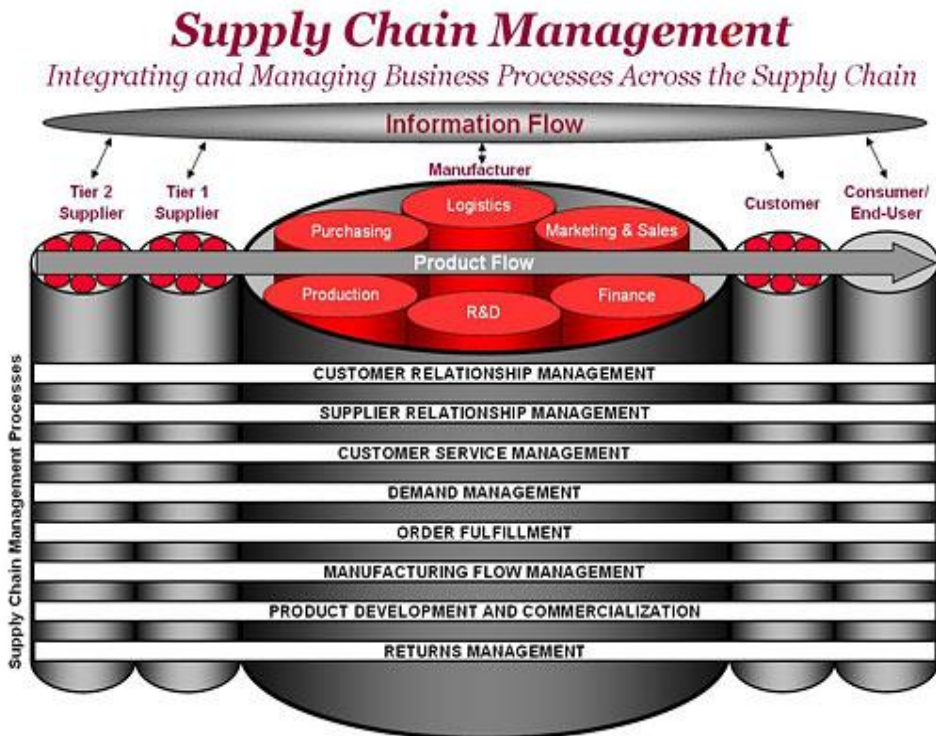 Supply Chain Management
Integrating and Managing Business Processes Across the Supply Chain
Information Flow
Tier 2
Supplier
Tier 1
Supplier
Manufacturer
Customer
Consumer/
End-User
Logistics
Purchasing
Marketing & Sales
Product Flow
Production
R&D
Finance
Supply Chain Management Processes
CUSTOMER RELATIONSHIP MANAGEMENT
SUPPLIER RELATIONSHIP MANAGEMENT
CUSTOMER SERVICE MANAGEMENT
DEMAND MANAGEMENT
ORDER FULFILLMENT
MANUFACTURING FLOW MANAGEMENT
PRODUCT DEVELOPMENT AND COMMERCIALIZATION
RETURNS MANAGEMENT